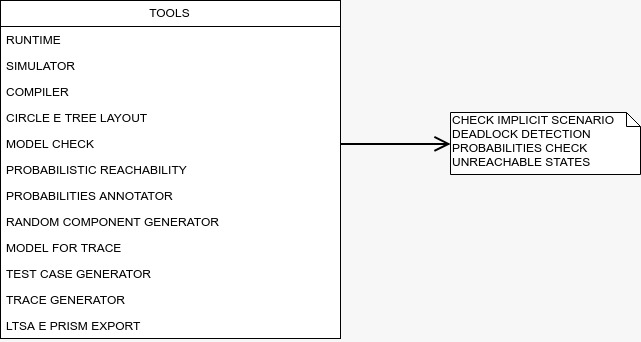 TOOLS
RUNTIME
SIMULATOR
COMPILER
CIRCLE E TREE LAYOUT
MODEL CHECK
PROBABILISTIC REACHABILITY
PROBABILITIES ANNOTATOR
RANDOM COMPONENT GENERATOR
MODEL FOR TRACE
TEST CASE GENERATOR
TRACE GENERATOR
LTSA E PRISM EXPORT
CHECK IMPLICIT SCENARIO
DEADLOCK DETECTION
PROBABILITIES CHECK
UNREACHABLE STATES